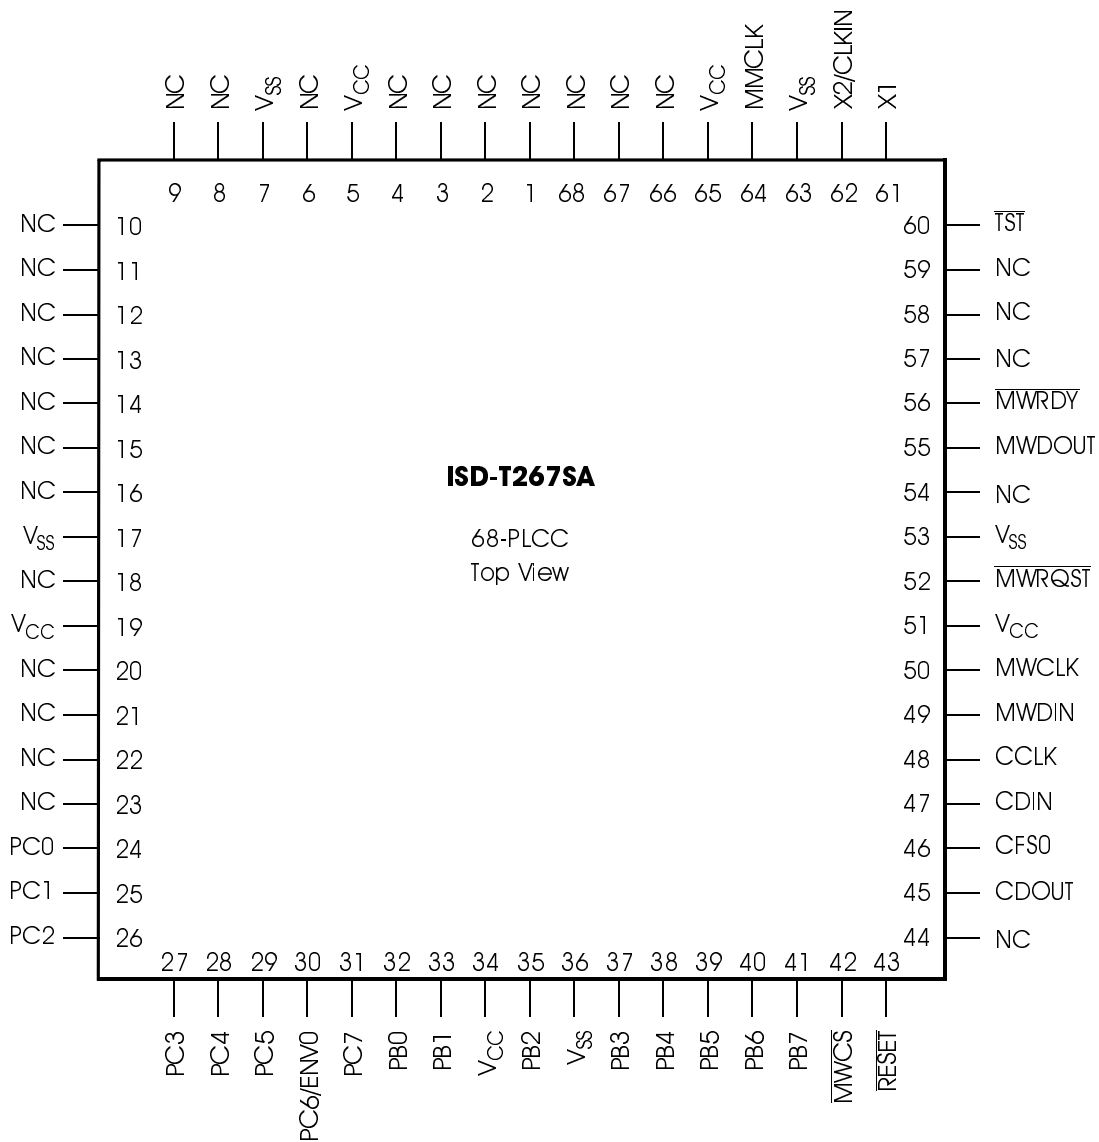 NC NC VSS NC VCC NC NC NC NC NC NC NC VCC MMCLK VSS X2/CLKIN X1
9 8 7 6 5 4 3 2 1 68 67 66 65 64 63 62 61
NC 10 60 TST
NC 11 59 NC
NC 12 58 NC
NC 13 57 NC
NC 14 56 MWRDY
NC 15 55 MWDOUT
ISD-T267SA
NC 16 54 NC
VSS 17 53 VSS
68-PLCC
Top View
NC 18 52 MWRQST
VCC 19 51 VCC
NC 20 50 MWCLK
NC 21 49 MWDIN
NC 22 48 CCLK
NC 23 47 CDIN
PC0 24 46 CFS0
PC1 25 45 CDOUT
PC2 26 44 NC
27 28 29 30 31 32 33 34 35 36 37 38 39 40 41 42 43
PC3 PC4 PC5 PC6/ENV0 PC7 PB0 PB1 VCC PB2 VSS PB3 PB4 PB5 PB6 PB7 MWCS RESET